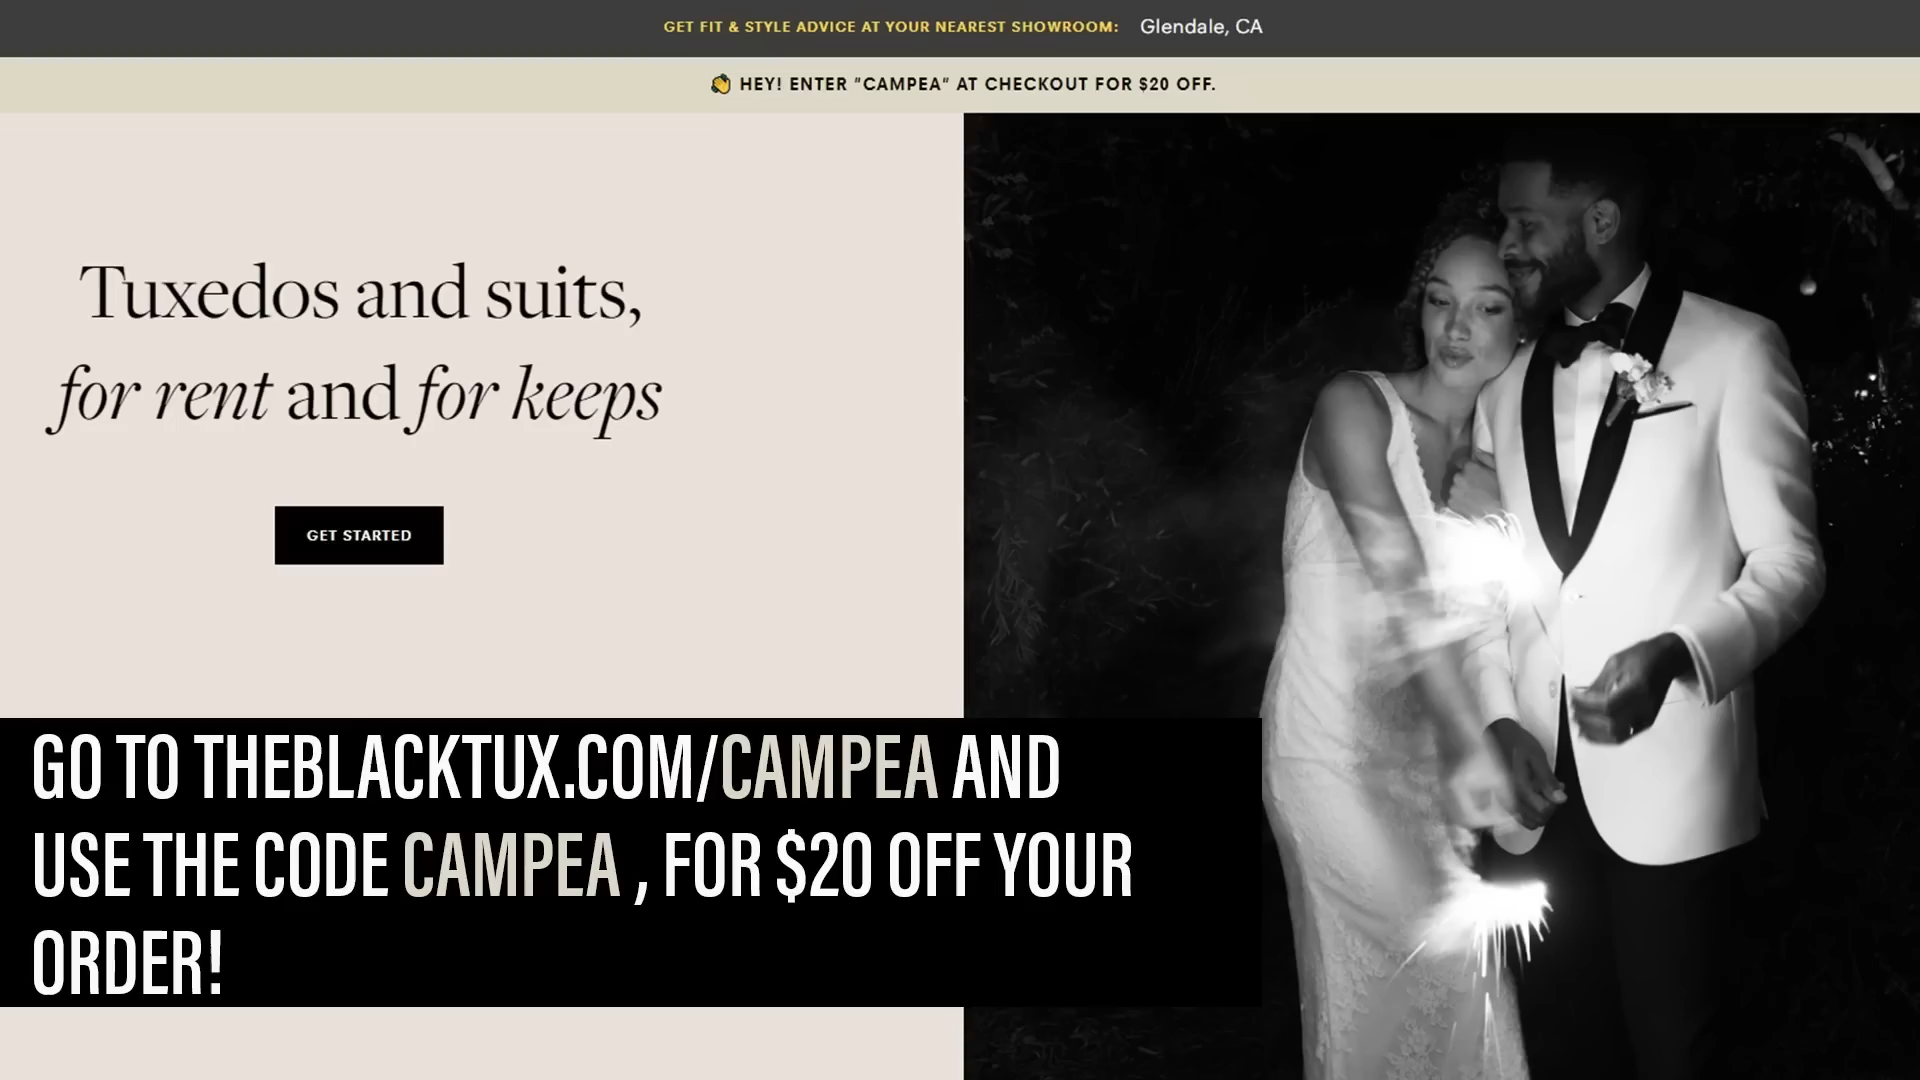 GET FIT & STYLE ADVICE AT YOUR NEAREST SHOWROOM: Glendale, CA
👋 HEY! ENTER "CAMPEA" AT CHECKOUT FOR $20 OFF.
Tuxedos and suits,
for rent and for keeps
GET STARTED
GO TO THEBLACKTUX.COM/CAMPEA AND
USE THE CODE CAMPEA , FOR $20 OFF YOUR
ORDER!